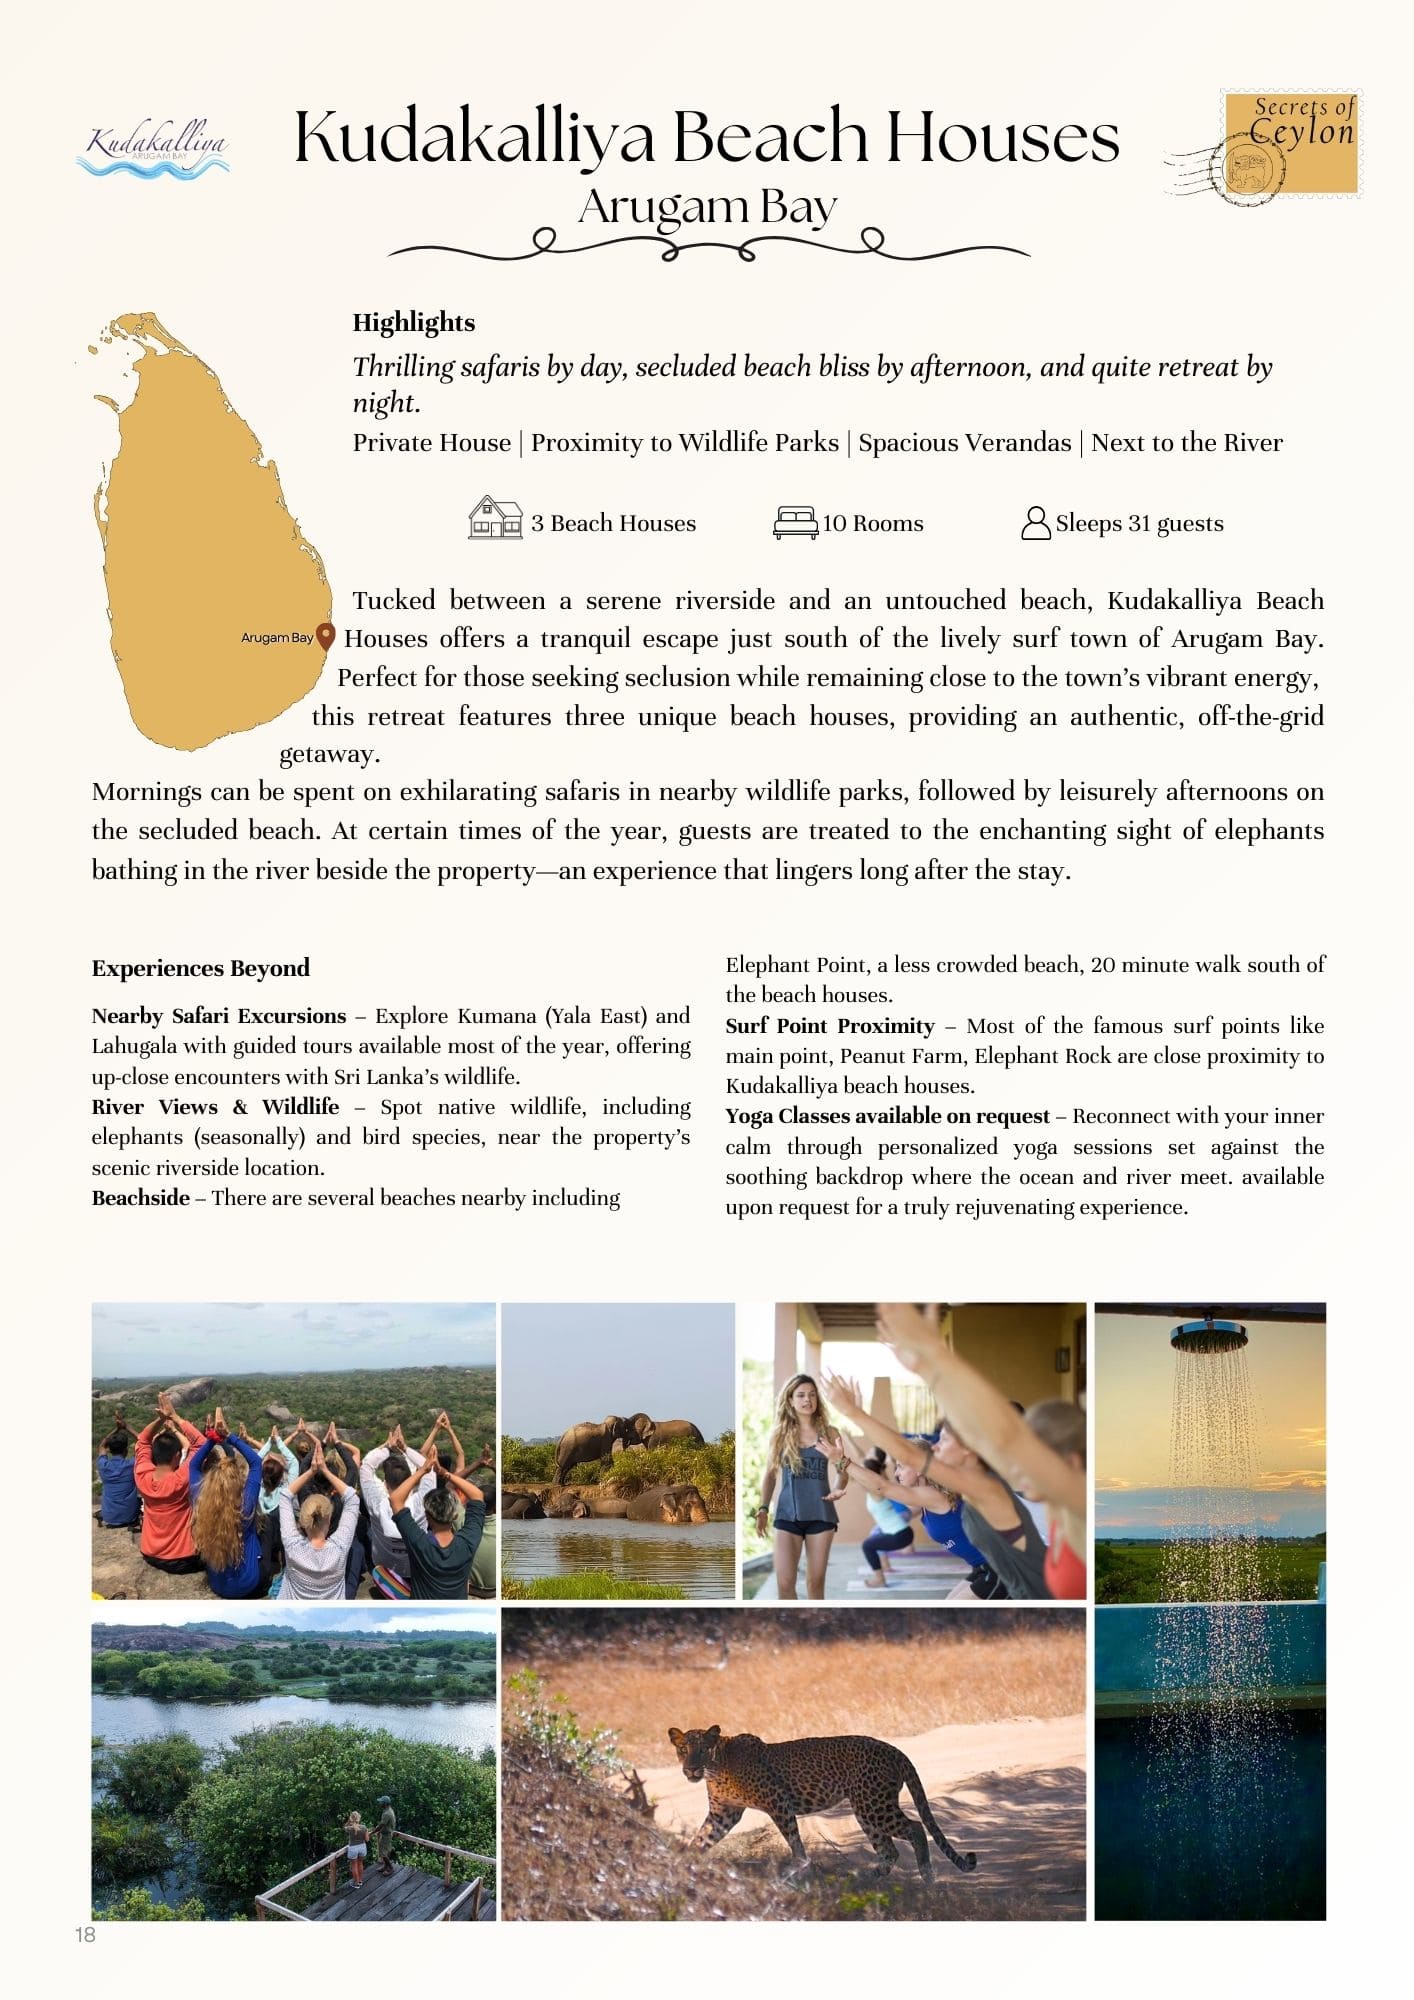 Kudakalliya
ARUGAM BAY
Kudakalliya Beach Houses
Arugam Bay
Secrets of
Ceylon
Highlights
Thrilling safaris by day, secluded beach bliss by afternoon, and quite retreat by
night.
Private House | Proximity to Wildlife Parks | Spacious Verandas | Next to the River
3 Beach Houses
10 Rooms
Sleeps 31 guests
Arugam Bay
Tucked between a serene riverside and an untouched beach, Kudakalliya Beach
Houses offers a tranquil escape just south of the lively surf town of Arugam Bay.
Perfect for those seeking seclusion while remaining close to the town’s vibrant energy,
this retreat features three unique beach houses, providing an authentic, off-the-grid
getaway.
Mornings can be spent on exhilarating safaris in nearby wildlife parks, followed by leisurely afternoons on
the secluded beach. At certain times of the year, guests are treated to the enchanting sight of elephants
bathing in the river beside the property—an experience that lingers long after the stay.
Experiences Beyond
Nearby Safari Excursions – Explore Kumana (Yala East) and
Lahugala with guided tours available most of the year, offering
up-close encounters with Sri Lanka’s wildlife.
River Views & Wildlife – Spot native wildlife, including
elephants (seasonally) and bird species, near the property’s
scenic riverside location.
Beachside – There are several beaches nearby including
Elephant Point, a less crowded beach, 20 minute walk south of
the beach houses.
Surf Point Proximity – Most of the famous surf points like
main point, Peanut Farm, Elephant Rock are close proximity to
Kudakalliya beach houses.
Yoga Classes available on request – Reconnect with your inner
calm through personalized yoga sessions set against the
soothing backdrop where the ocean and river meet. available
upon request for a truly rejuvenating experience.
18